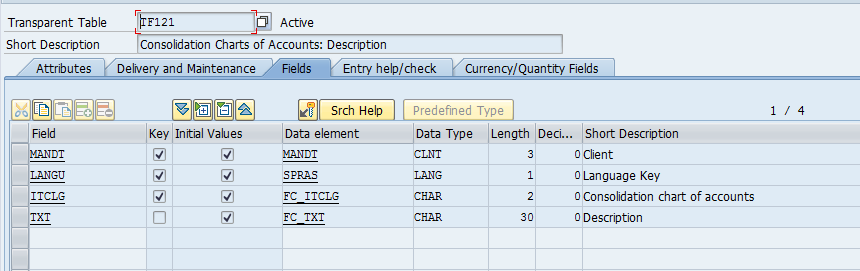 Transparent Table TF121 Active
Short Description Consolidation Charts of Accounts: Description
Attributes Delivery and Maintenance Fields Entry help/check Currency/Quantity Fields
Srch Help Predefined Type 1 / 4
Field Key Initial Values Data element Data Type Length Deci... Short Description
MANDT MANDT CLNT 3 0 Client
LANGU SPRAS LANG 1 0 Language Key
ITCLG FC_ITCLG CHAR 2 0 Consolidation chart of accounts
TXT FC_TXT CHAR 30 0 Description